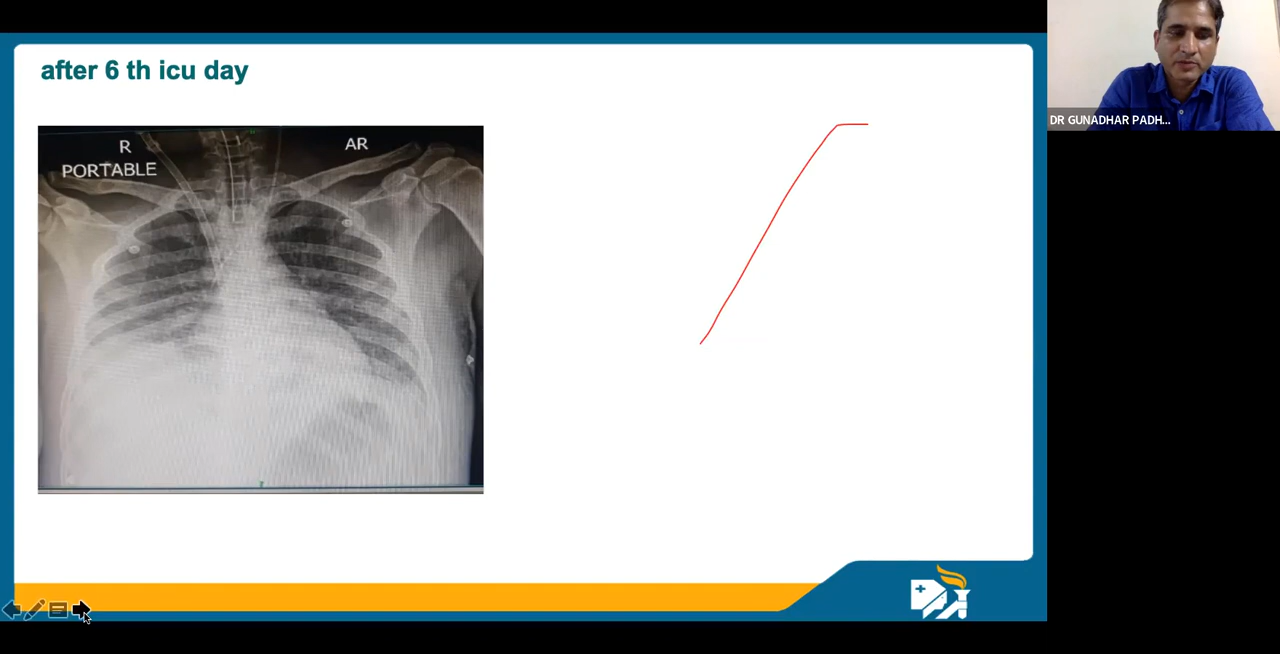 after 6 th icu day
R
AR
PORTABLE
DR GUNADHAR PADH...